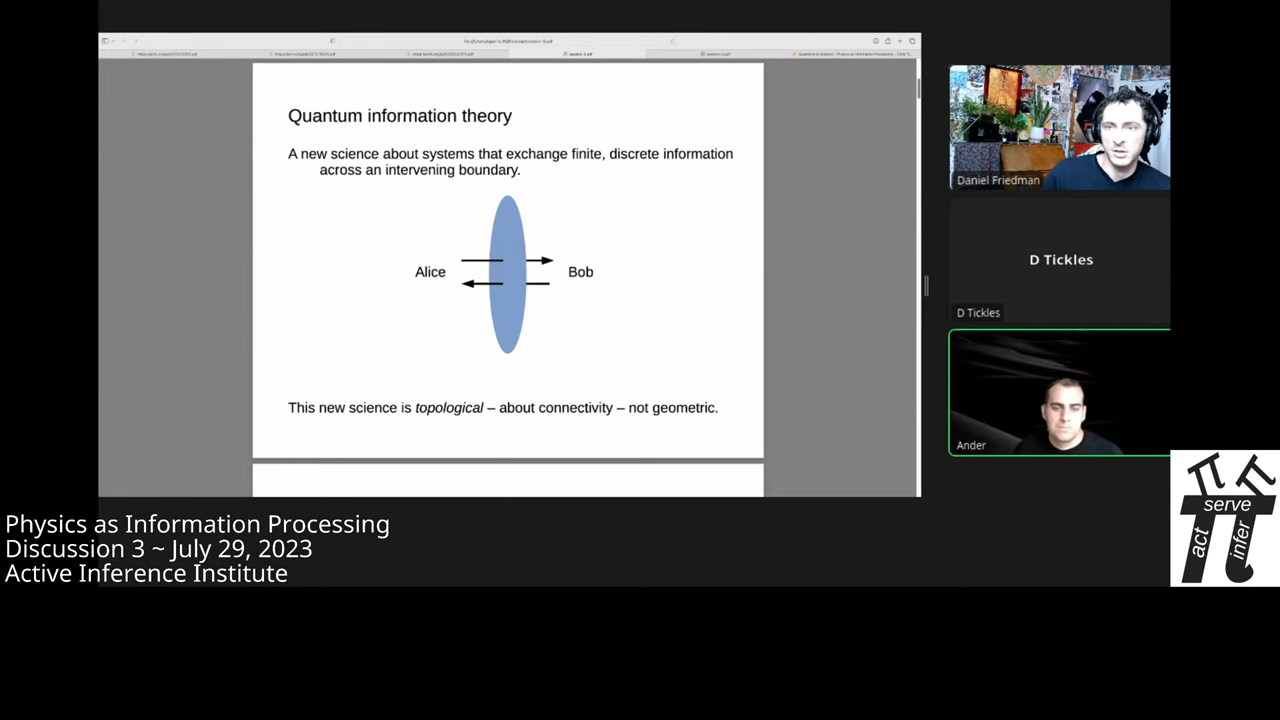 Quantum information theory
A new science about systems that exchange finite, discrete information
across an intervening boundary.
Alice
Bob
This new science is topological – about connectivity – not geometric.
Daniel Friedman
D Tickles
D Tickles
Ander
Physics as Information Processing
Discussion 3 ~ July 29, 2023
Active Inference Institute
π π
serve
act
infer